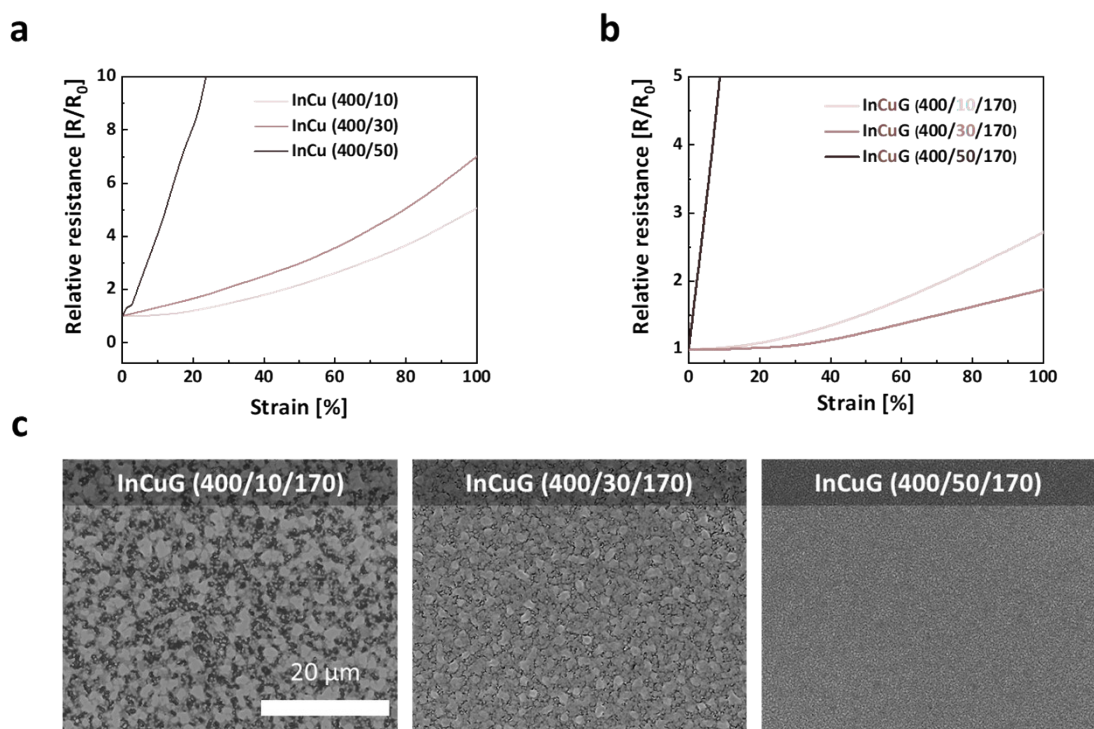 a
Relative resistance [R/R₀]
10
8
6
4
2
0
InCu (400/10)
InCu (400/30)
InCu (400/50)
0
20
40
60
80
100
Strain [%]
b
Relative resistance [R/R₀]
5
4
3
2
1
InCuG (400/10/170)
InCuG (400/30/170)
InCuG (400/50/170)
0
20
40
60
80
100
Strain [%]
c
InCuG (400/10/170)
20 μm
InCuG (400/30/170)
InCuG (400/50/170)